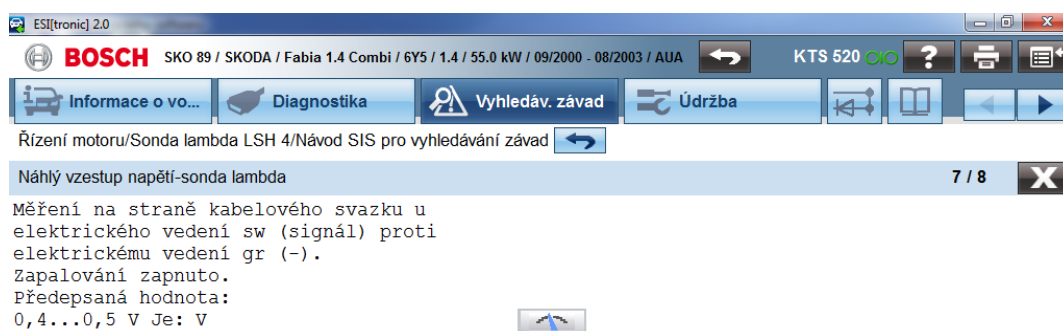 ESI[tronic] 2.0
BOSCH SKO 89 / SKODA / Fabia 1.4 Combi / 6Y5 / 1.4 / 55.0 kW / 09/2000 - 08/2003 / AUA KTS 520 ?
Informace o vo... Diagnostika Vyhledáv. závad Údržba
Řízení motoru/Sonda lambda LSH 4/Návod SIS pro vyhledávání závad
Náhlý vzestup napětí-sonda lambda 7 / 8 X
Měření na straně kabelového svazku u
elektrického vedení sw (signál) proti
elektrickému vedení gr (-).
Zapalování zapnuto.
Předepsaná hodnota:
0,4...0,5 V Je: V